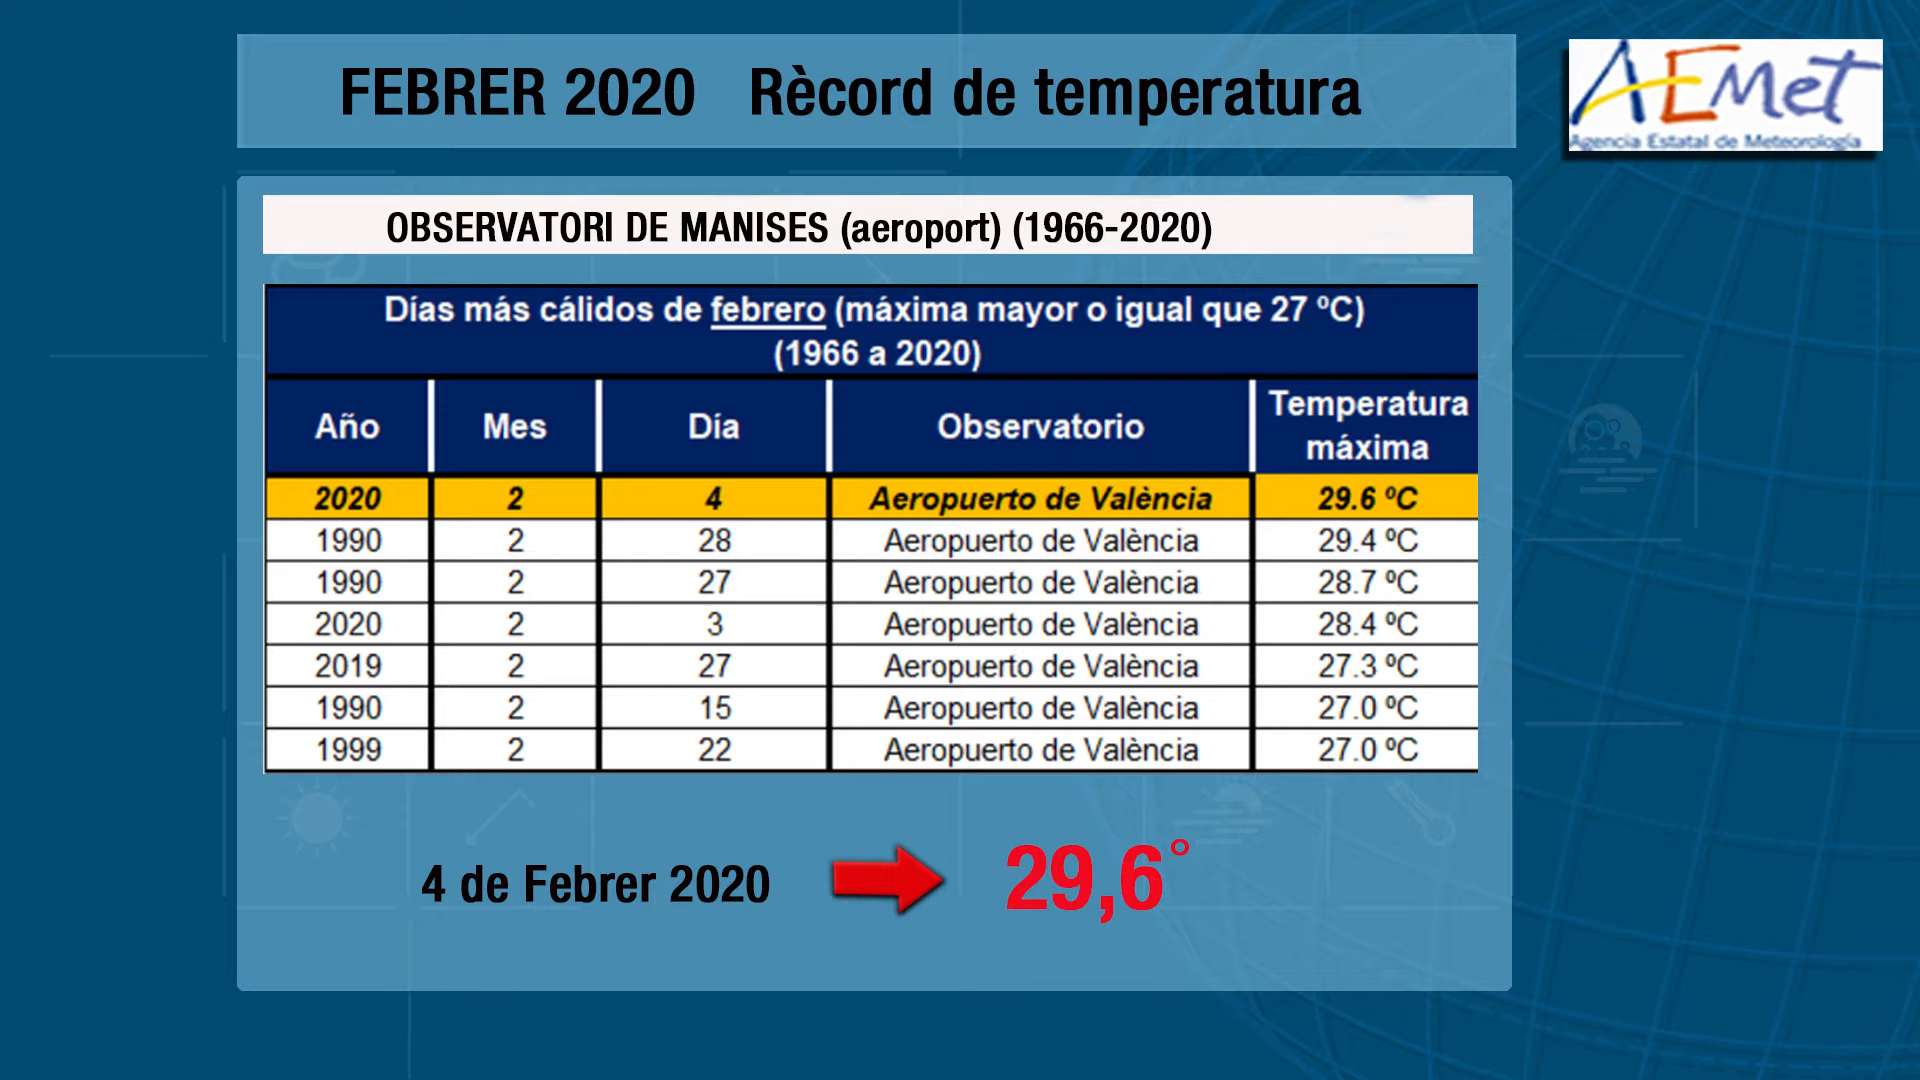 FEBRER 2020 Rècord de temperatura
AEMet
Agencia Estatal de Meteorología
OBSERVATORI DE MANISES (aeroport) (1966-2020)
Días más cálidos de febrero (máxima mayor o igual que 27 ºC)
(1966 a 2020)
Año Mes Día Observatorio Temperatura máxima
2020 2 4 Aeropuerto de València 29.6 ºC
1990 2 28 Aeropuerto de València 29.4 ºC
1990 2 27 Aeropuerto de València 28.7 ºC
2020 2 3 Aeropuerto de València 28.4 ºC
2019 2 27 Aeropuerto de València 27.3 ºC
1990 2 15 Aeropuerto de València 27.0 ºC
1999 2 22 Aeropuerto de València 27.0 ºC
4 de Febrer 2020 29,6°